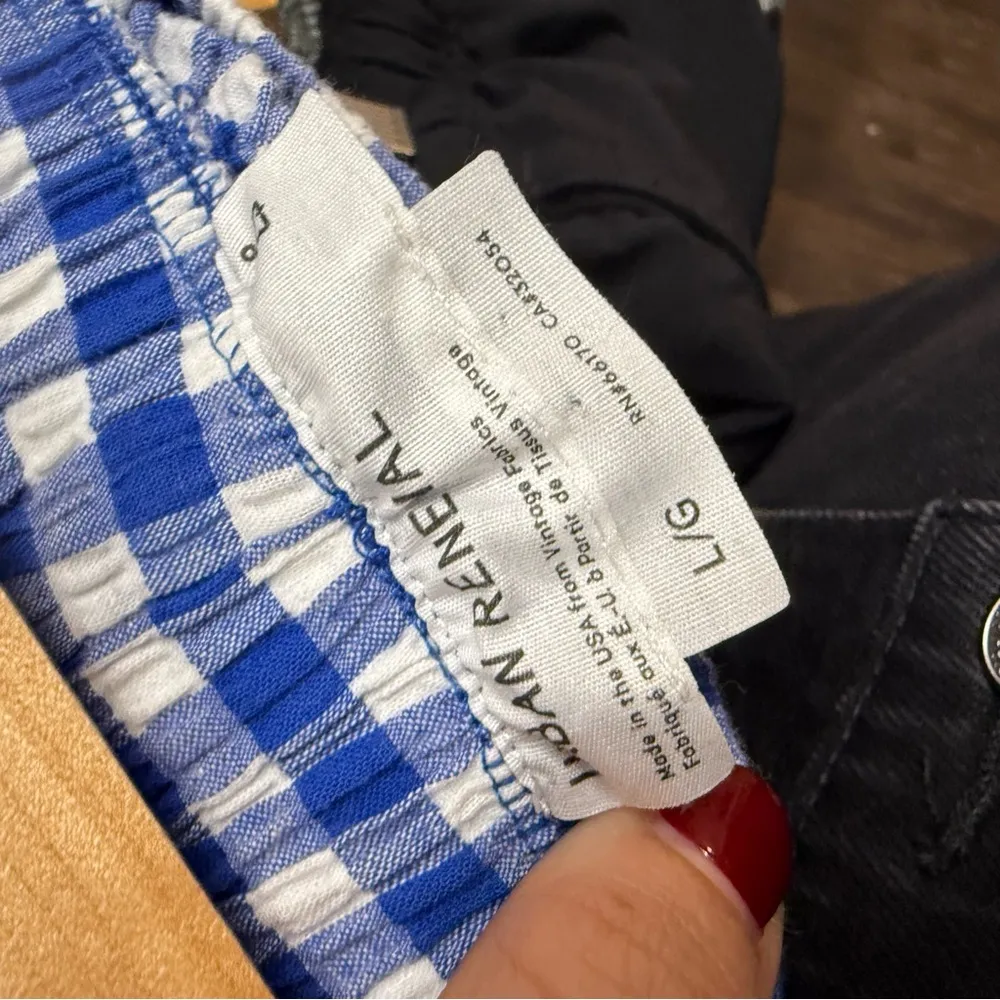 URBAN RENEWAL
Made in the USA from Vintage Fabrics
Fabriqué aux É-U à Partir de Tissus Vintage
L/G
RN#66170 CA#32054